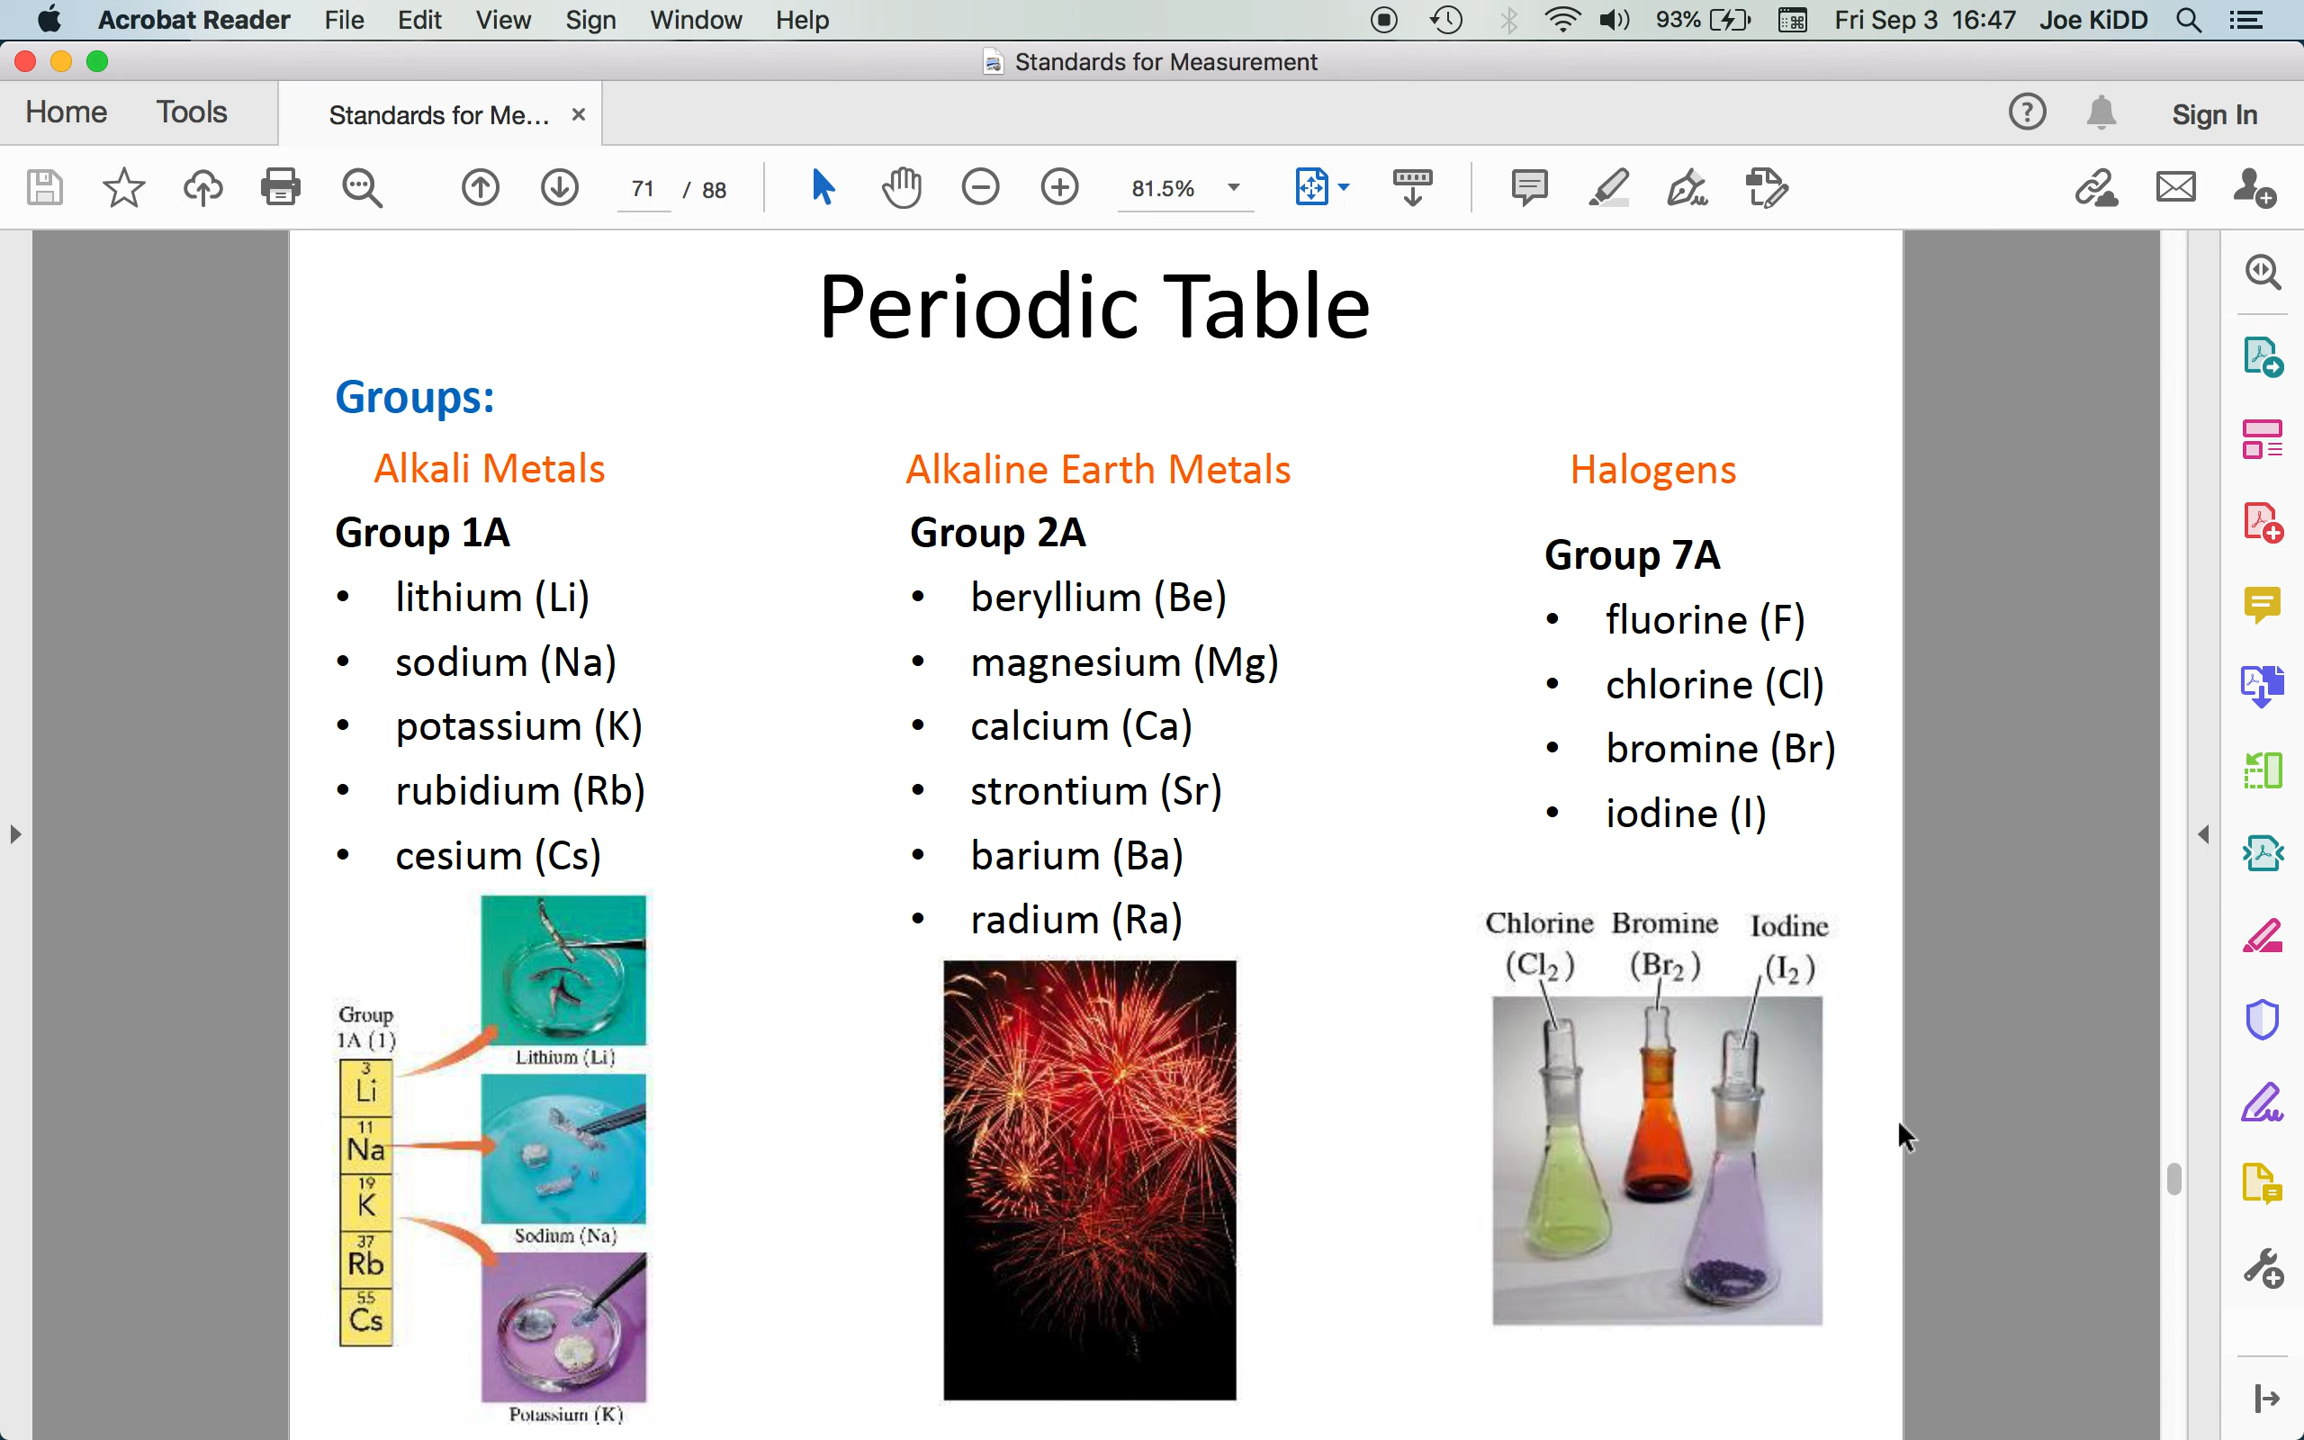 Acrobat Reader File Edit View Sign Window Help 93% Fri Sep 3 16:47 Joe KiDD
Standards for Measurement
Home Tools Standards for Me... × ? Sign In
71 / 88 81.5%
Periodic Table
Groups:
Alkali Metals
Group 1A
• lithium (Li)
• sodium (Na)
• potassium (K)
• rubidium (Rb)
• cesium (Cs)
Group
1A (1)
3
Li
11
Na
19
K
37
Rb
55
Cs
Lithium (Li)
Sodium (Na)
Potassium (K)
Alkaline Earth Metals
Group 2A
• beryllium (Be)
• magnesium (Mg)
• calcium (Ca)
• strontium (Sr)
• barium (Ba)
• radium (Ra)
Halogens
Group 7A
• fluorine (F)
• chlorine (Cl)
• bromine (Br)
• iodine (I)
Chlorine Bromine Iodine
(Cl₂) (Br₂) (I₂)